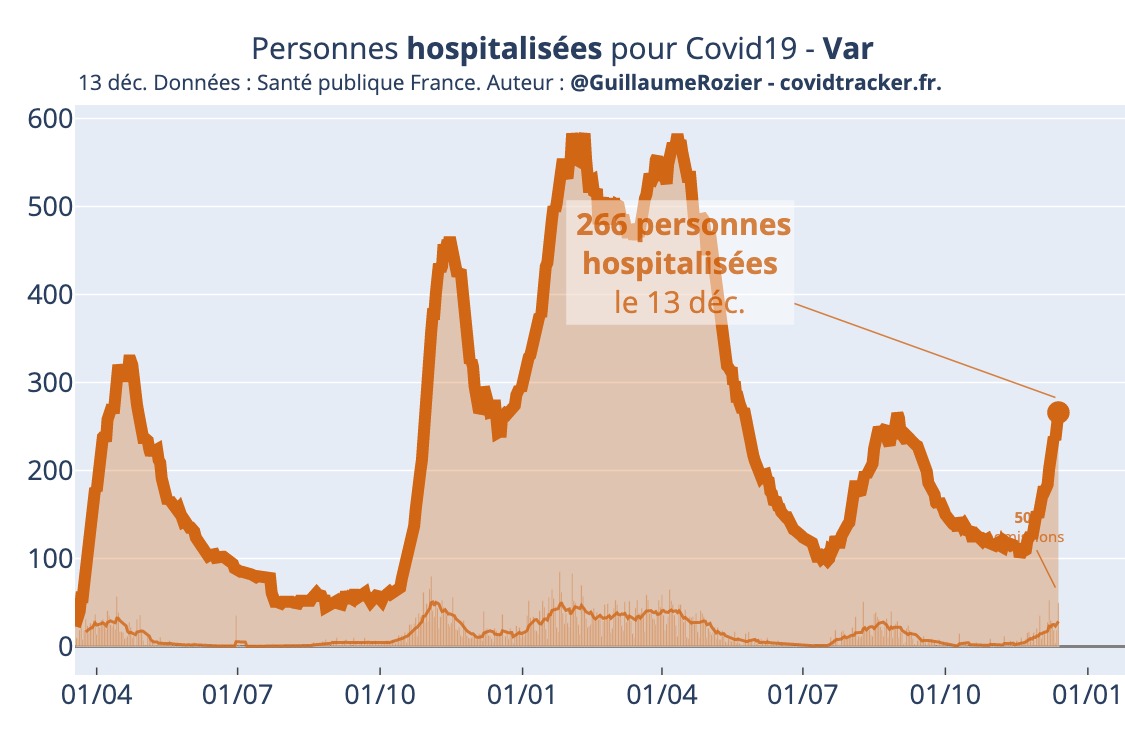 Personnes hospitalisées pour Covid19 - Var
13 déc. Données : Santé publique France. Auteur : @GuillaumeRozier - covidtracker.fr.
600
500
400
300
200
100
0
266 personnes
hospitalisées
le 13 déc.
50
01/04 01/07 01/10 01/01 01/04 01/07 01/10 01/01